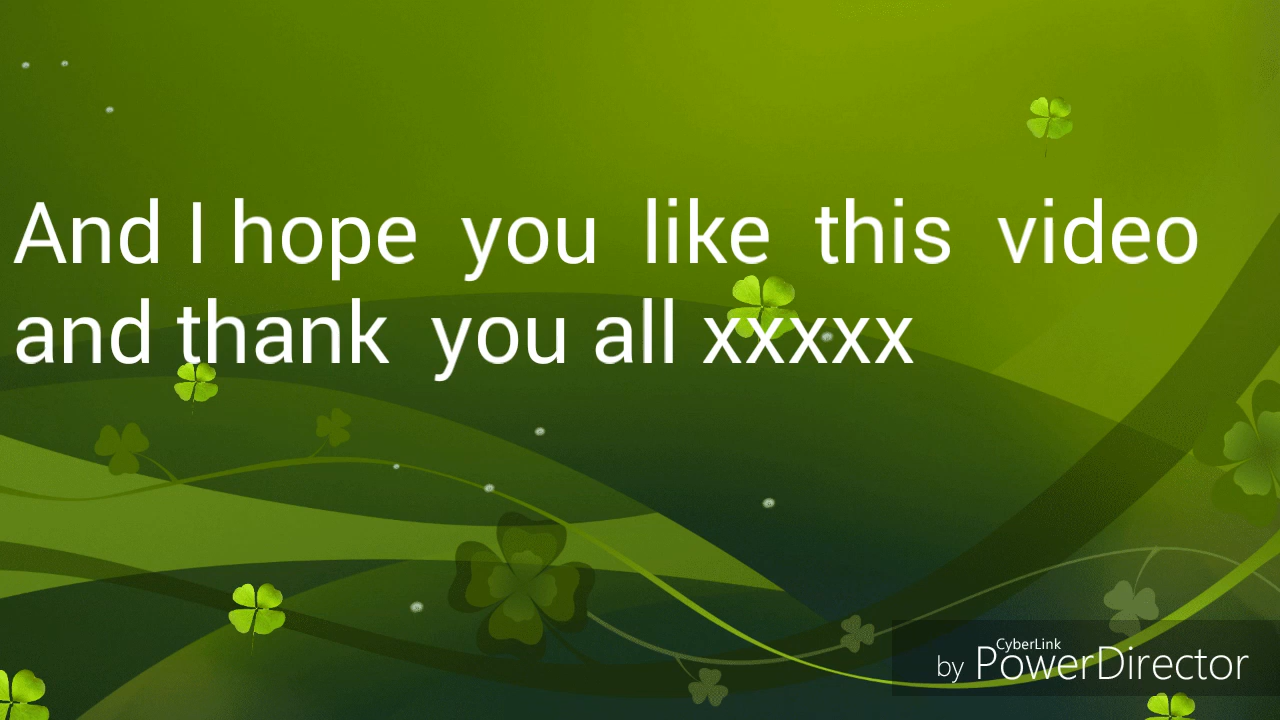 And I hope you like this video
and thank you all xxxxx
CyberLink
by PowerDirector